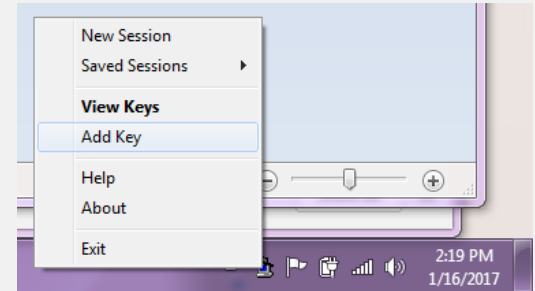 New Session
Saved Sessions
View Keys
Add Key
Help
About
Exit
2:19 PM
1/16/2017